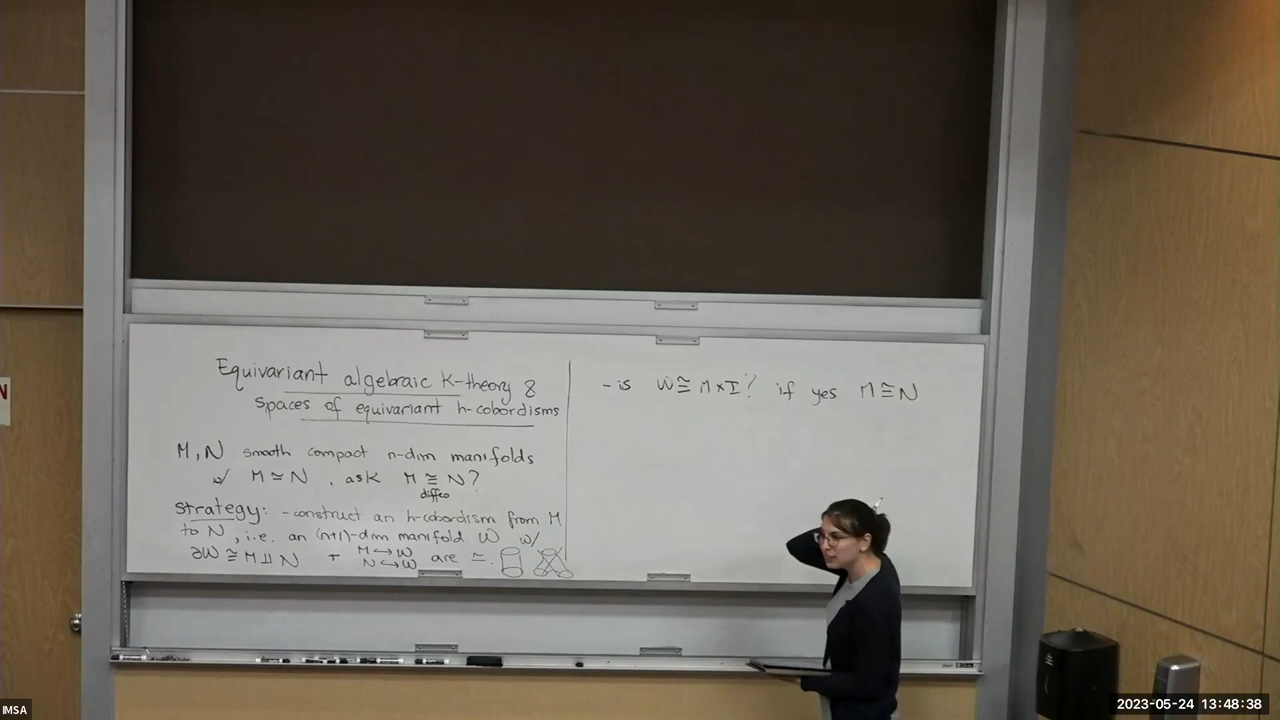 Equivariant algebraic K-theory &
spaces of equivariant h-cobordisms
M, N smooth compact n-dim manifolds
w/ M ≃ N, ask M ≅ N?
diffeo
strategy: - construct an h-cobordism from M
to N, i.e. an (n+1)-dim manifold W w/
∂W ≅ M ⊔ N + M ↪ W are ≃.
N ↪ W
- is W ≅ M × I? if yes M ≅ N
N
IMSA
2023-05-24 13:48:38